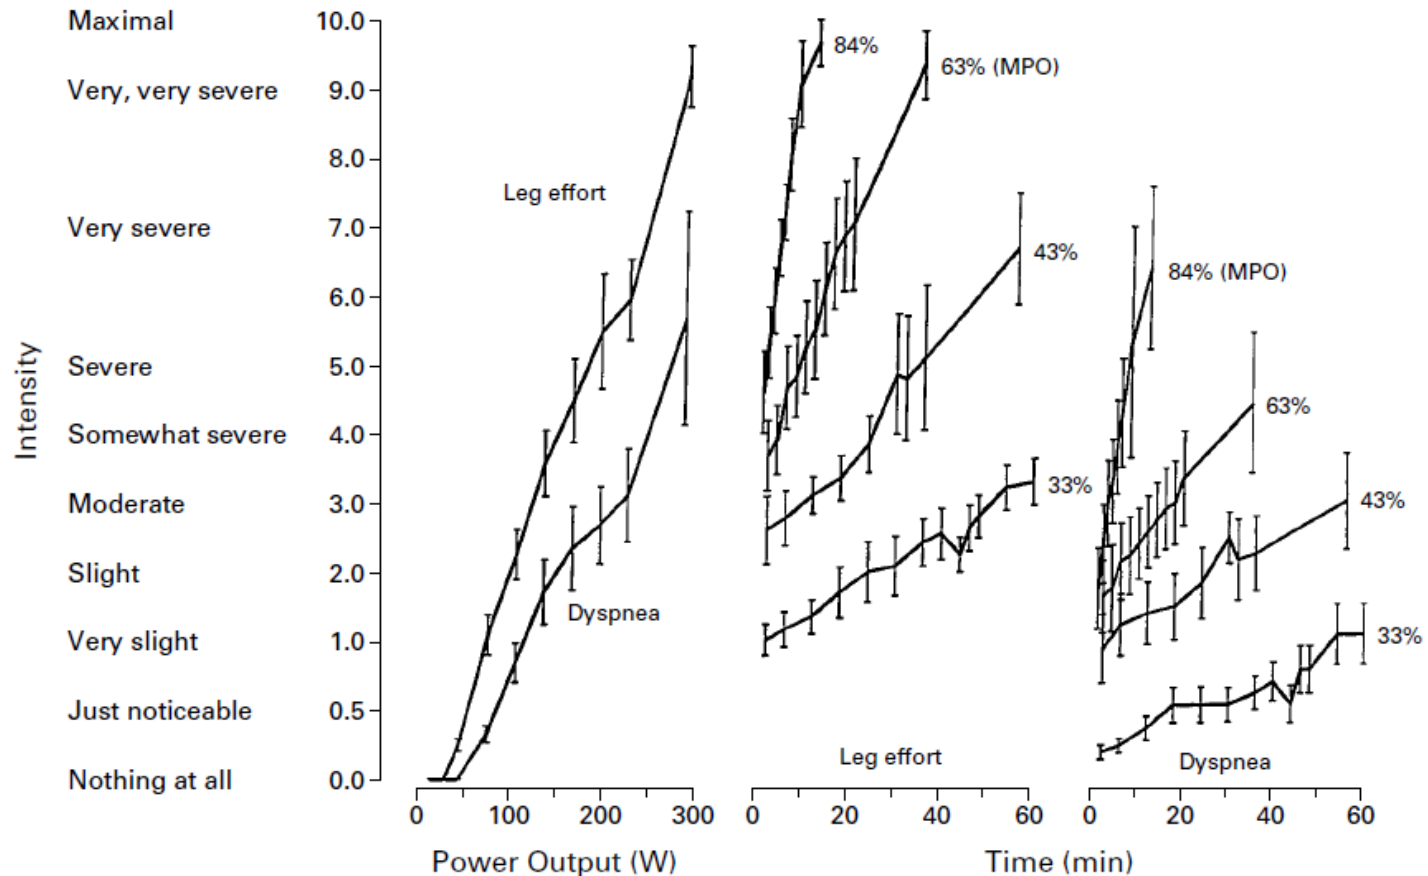 Maximal 10.0
Very, very severe 9.0
8.0
Very severe 7.0
6.0
Severe 5.0
Somewhat severe 4.0
Moderate 3.0
Slight 2.0
Very slight 1.0
Just noticeable 0.5
Nothing at all 0.0
Intensity
Leg effort
Dyspnea
0 100 200 300
Power Output (W)
84%
63% (MPO)
43%
33%
Leg effort
0 20 40 60
84% (MPO)
63%
43%
33%
Dyspnea
0 20 40 60
Time (min)